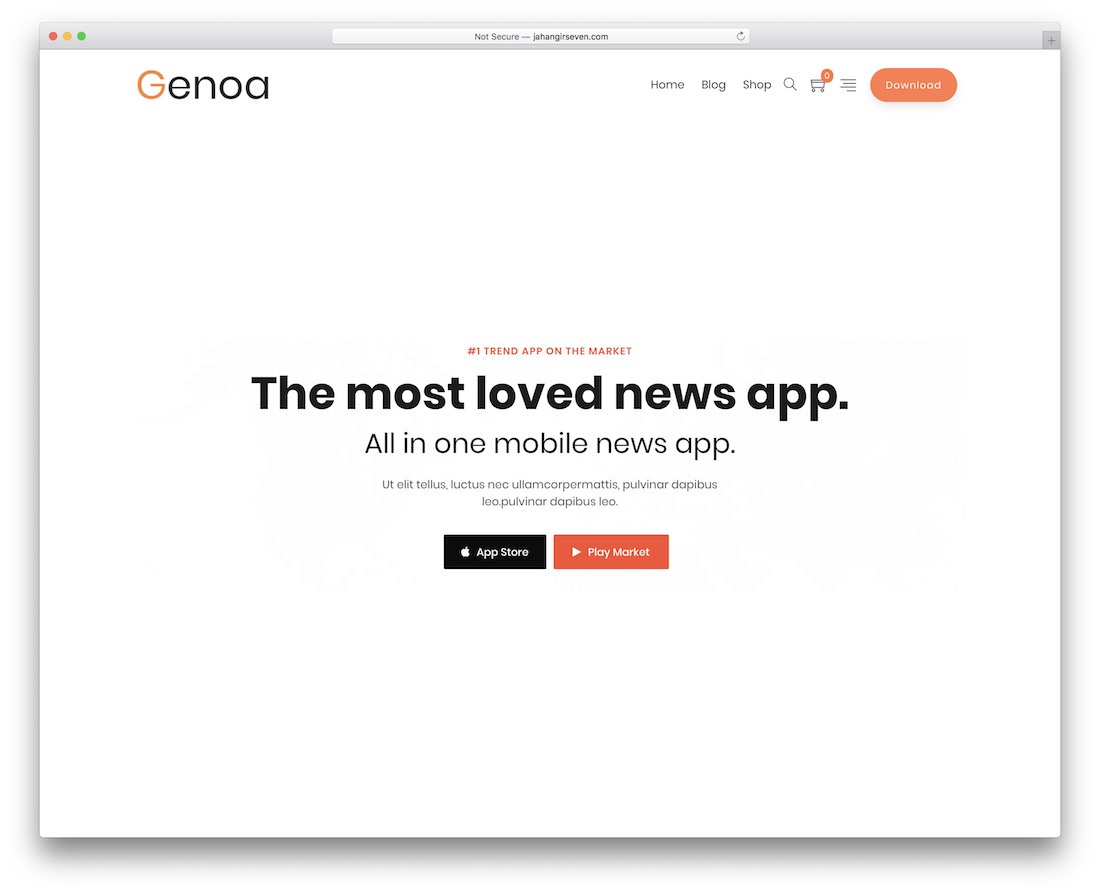 Not Secure — jahangirseven.com
Genoa
Home Blog Shop 0 Download
#1 TREND APP ON THE MARKET
The most loved news app.
All in one mobile news app.
Ut elit tellus, luctus nec ullamcorpermattis, pulvinar dapibus
leo.pulvinar dapibus leo.
App Store Play Market